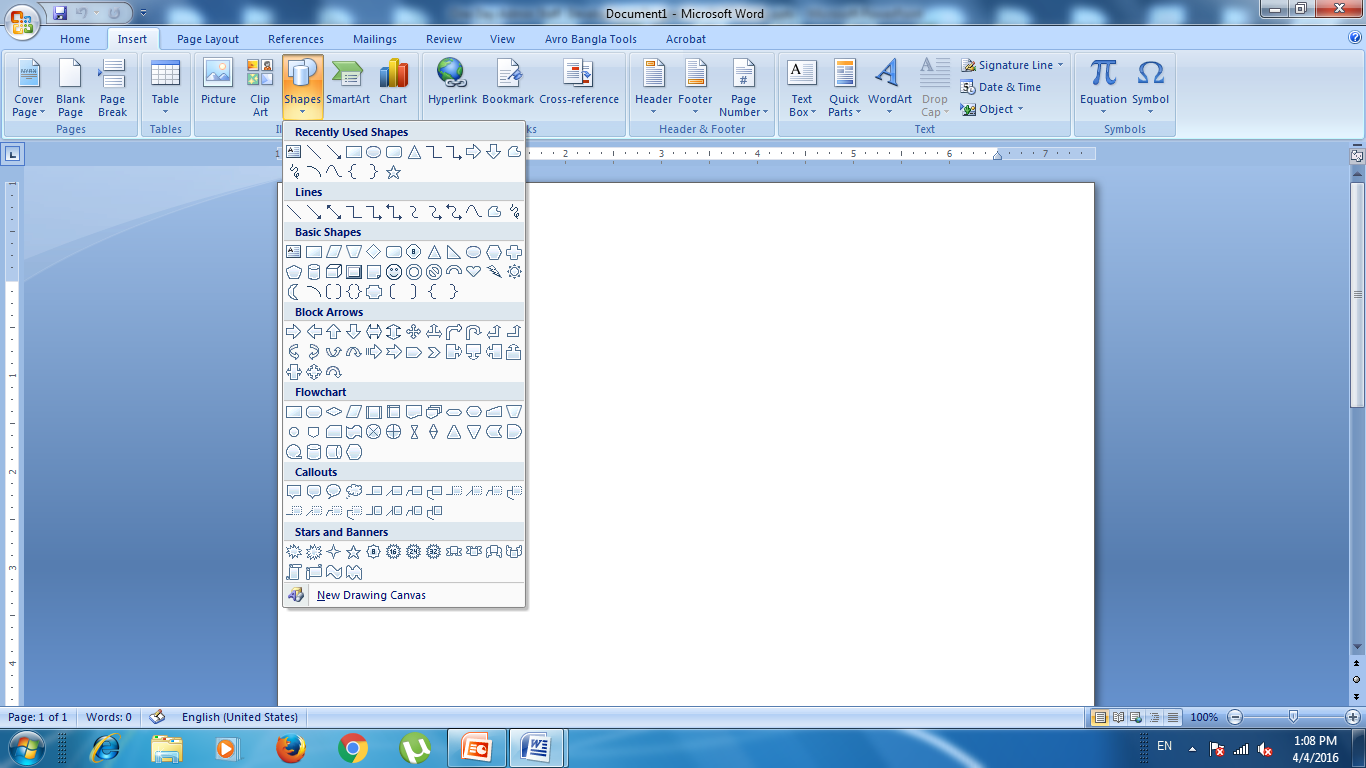 Document1 - Microsoft Word
Home Insert Page Layout References Mailings Review View Avro Bangla Tools Acrobat
Cover Page Blank Page Page Break Table Picture Clip Art Shapes SmartArt Chart Hyperlink Bookmark Cross-reference Header Footer Page Number Text Box Quick Parts WordArt Drop Cap Signature Line Date & Time Object Equation Symbol
Pages Tables Header & Footer Text Symbols
Recently Used Shapes
Lines
Basic Shapes
Block Arrows
Flowchart
Callouts
Stars and Banners
New Drawing Canvas
Page: 1 of 1 Words: 0 English (United States) 100%
EN 1:08 PM
4/4/2016